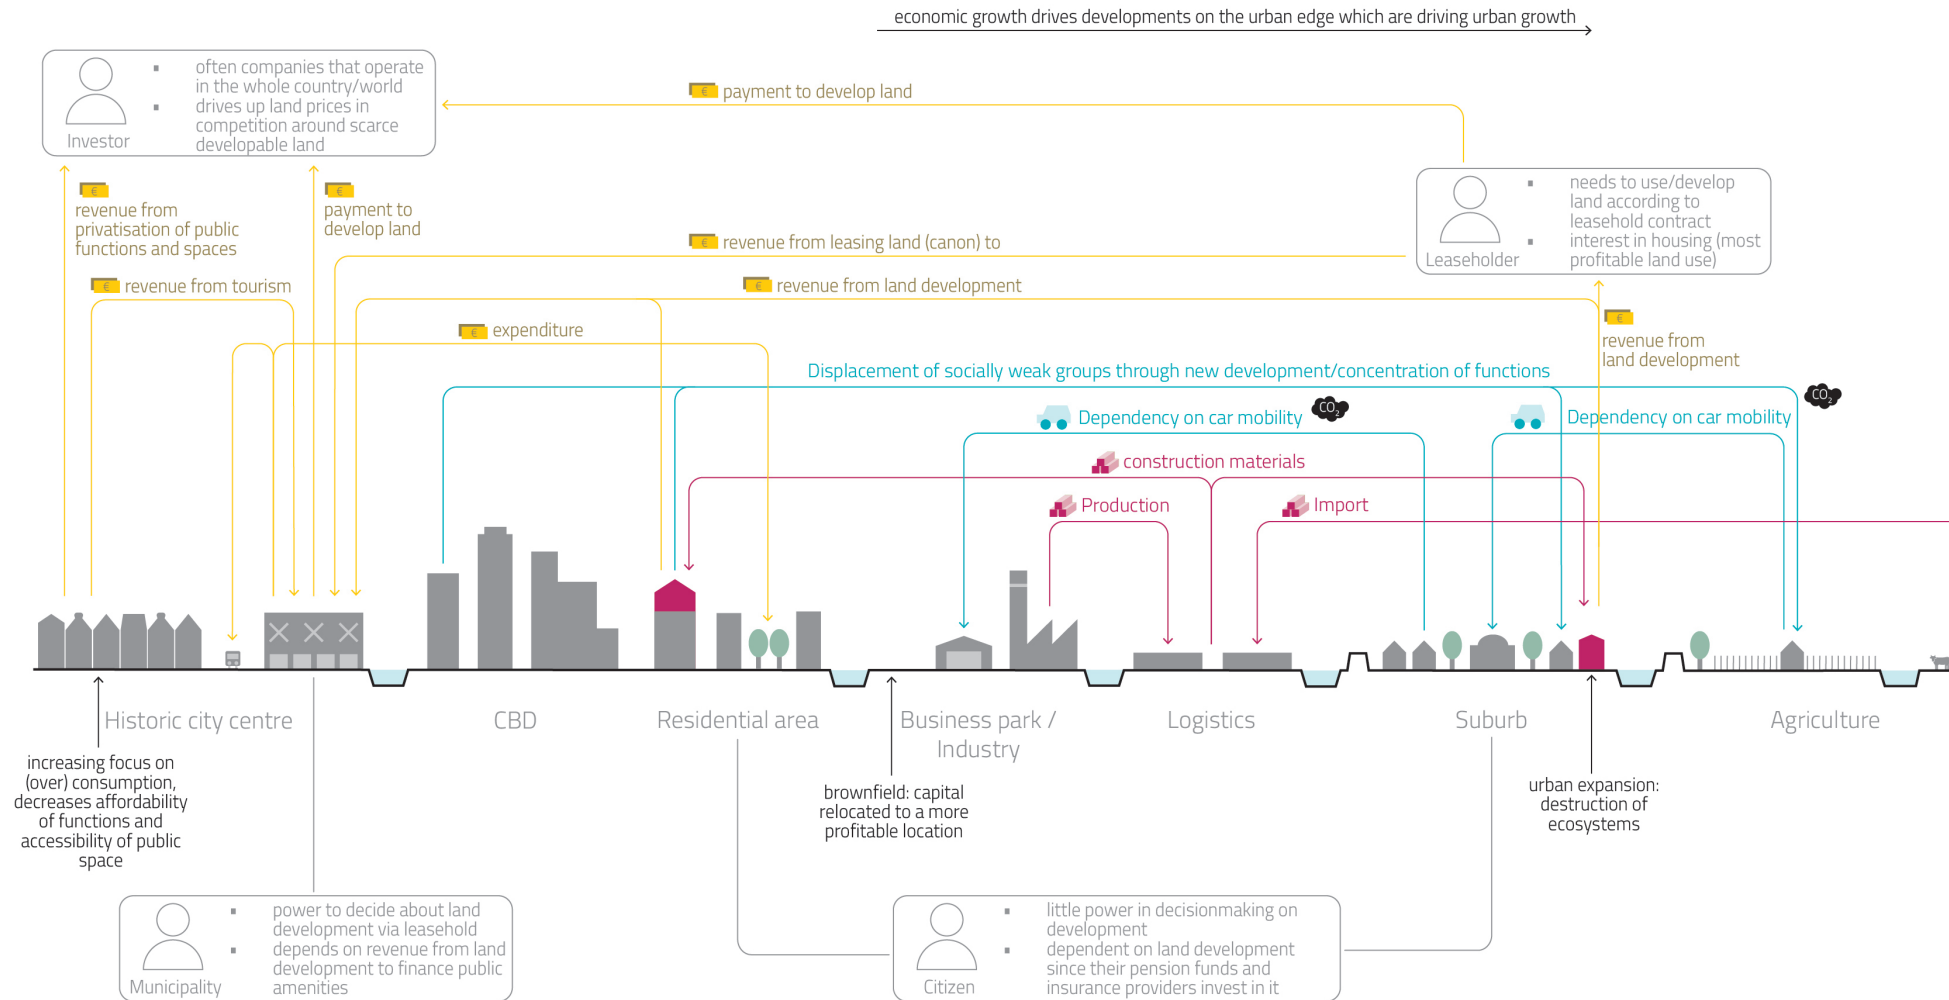 economic growth drives developments on the urban edge which are driving urban growth
often companies that operate
in the whole country/world
drives up land prices in
competition around scarce
developable land
Investor
€ payment to develop land
needs to use/develop
land according to
leasehold contract
interest in housing (most
profitable land use)
Leaseholder
€
revenue from
privatisation of public
functions and spaces
€
payment to
develop land
€ revenue from leasing land (canon) to
€ revenue from tourism
€ revenue from land development
€ expenditure
€
revenue from
land development
Displacement of socially weak groups through new development/concentration of functions
CO2
Dependency on car mobility
CO2
Dependency on car mobility
construction materials
Production
Import
Historic city centre
CBD
Residential area
Business park /
Industry
Logistics
Suburb
Agriculture
increasing focus on
(over) consumption,
decreases affordability
of functions and
accessibility of public
space
brownfield: capital
relocated to a more
profitable location
urban expansion:
destruction of
ecosystems
power to decide about land
development via leasehold
depends on revenue from land
development to finance public
amenities
Municipality
little power in decisionmaking on
development
dependent on land development
since their pension funds and
insurance providers invest in it
Citizen